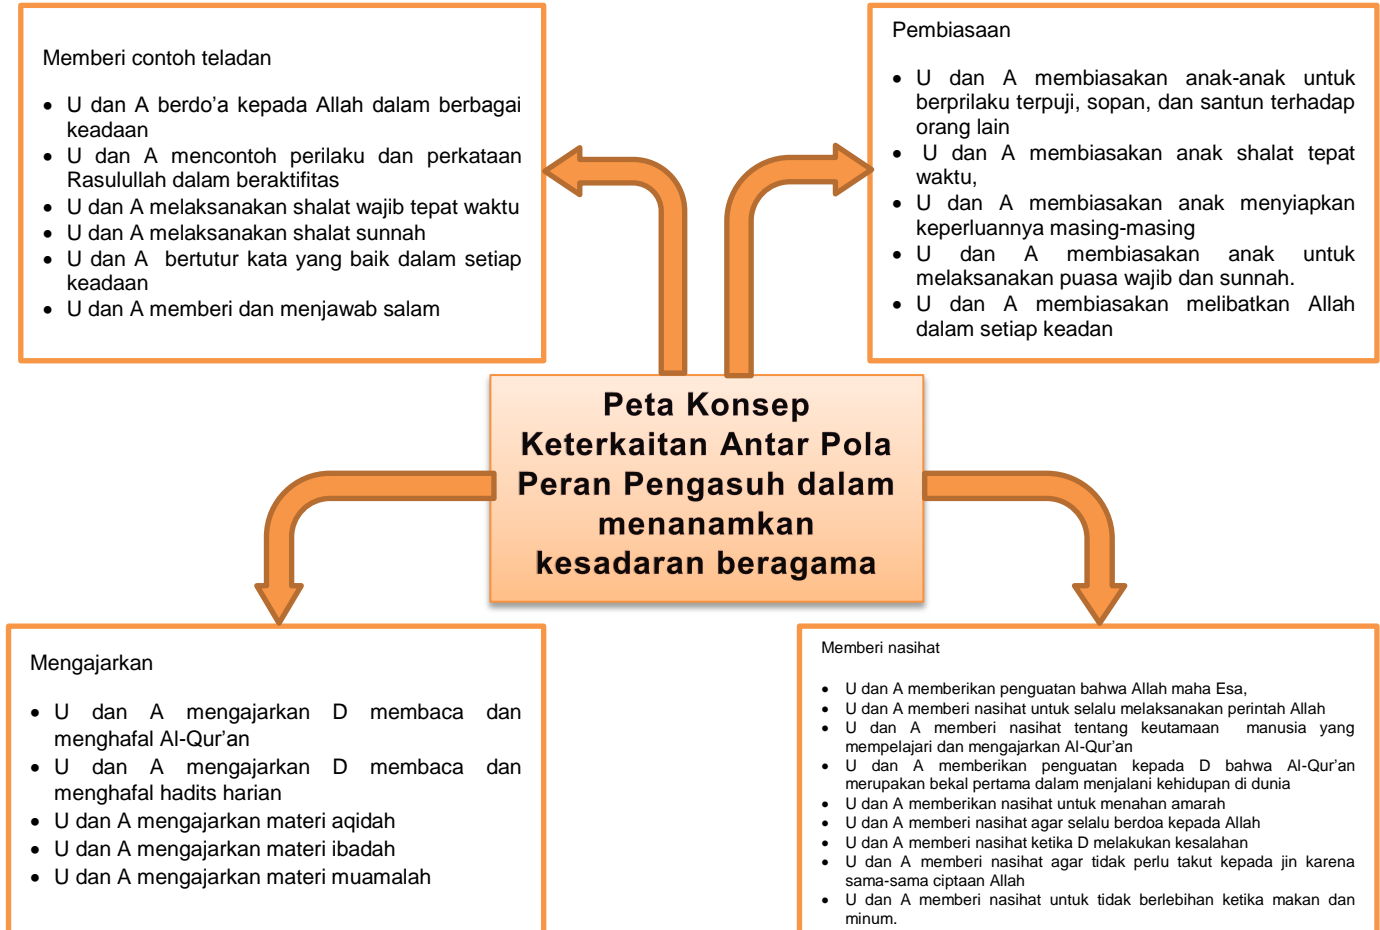 Memberi contoh teladan
• U dan A berdo’a kepada Allah dalam berbagai
keadaan
• U dan A mencontoh perilaku dan perkataan
Rasulullah dalam beraktifitas
• U dan A melaksanakan shalat wajib tepat waktu
• U dan A melaksanakan shalat sunnah
• U dan A bertutur kata yang baik dalam setiap
keadaan
• U dan A memberi dan menjawab salam
Pembiasaan
• U dan A membiasakan anak-anak untuk
berprilaku terpuji, sopan, dan santun terhadap
orang lain
• U dan A membiasakan anak shalat tepat
waktu,
• U dan A membiasakan anak menyiapkan
keperluannya masing-masing
• U dan A membiasakan anak untuk
melaksanakan puasa wajib dan sunnah.
• U dan A membiasakan melibatkan Allah
dalam setiap keadan
Peta Konsep
Keterkaitan Antar Pola
Peran Pengasuh dalam
menanamkan
kesadaran beragama
Mengajarkan
• U dan A mengajarkan D membaca dan
menghafal Al-Qur’an
• U dan A mengajarkan D membaca dan
menghafal hadits harian
• U dan A mengajarkan materi aqidah
• U dan A mengajarkan materi ibadah
• U dan A mengajarkan materi muamalah
Memberi nasihat
• U dan A memberikan penguatan bahwa Allah maha Esa,
• U dan A memberi nasihat untuk selalu melaksanakan perintah Allah
• U dan A memberi nasihat tentang keutamaan manusia yang
mempelajari dan mengajarkan Al-Qur’an
• U dan A memberikan penguatan kepada D bahwa Al-Qur’an
merupakan bekal pertama dalam menjalani kehidupan di dunia
• U dan A memberikan nasihat untuk menahan amarah
• U dan A memberi nasihat agar selalu berdoa kepada Allah
• U dan A memberi nasihat ketika D melakukan kesalahan
• U dan A memberi nasihat agar tidak perlu takut kepada jin karena
sama-sama ciptaan Allah
• U dan A memberi nasihat untuk tidak berlebihan ketika makan dan
minum.